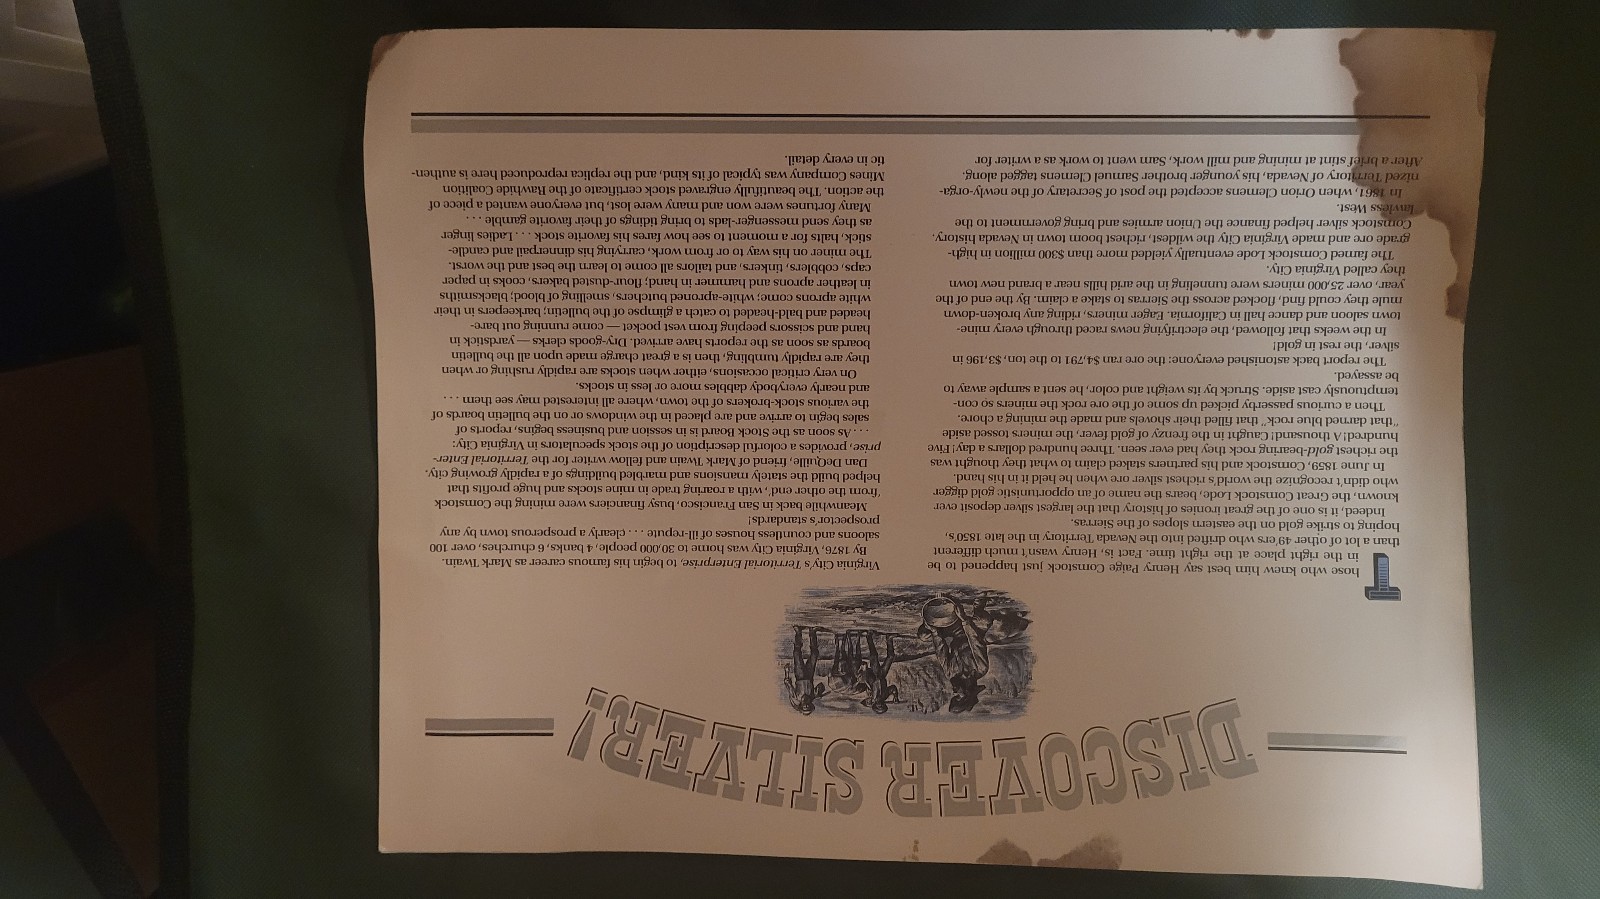 DISCOVER SILVER!
Those who knew him best say Henry Paige Comstock just happened to be
in the right place at the right time. Fact is, Henry wasn't much different
than a lot of other 49'ers who drifted into the Nevada Territory in the late 1850's,
hoping to strike gold on the eastern slopes of the Sierras.
Indeed, it is one of the great ironies of history that the largest silver deposit ever
known, the Great Comstock Lode, bears the name of an opportunistic gold digger
who didn't recognize the world's richest silver ore when he held it in his hand.
In June 1859, Comstock and his partners staked claim to what they thought was
the richest gold-bearing rock they had ever seen. Three hundred dollars a day! Five
hundred! A thousand! Caught in the frenzy of gold fever, the miners tossed aside
"that darned blue rock" that filled their shovels and made the mining a chore.
Then a curious passerby picked up some of the ore rock the miners so con-
temptuously cast aside. Struck by its weight and color, he sent a sample away to
be assayed.
The report back astonished everyone: the ore ran $4,791 to the ton, $3,196 in
silver, the rest in gold!
In the weeks that followed, the electrifying news raced through every mine-
town saloon and dance hall in California. Eager miners, riding any broken-down
mule they could find, flocked across the Sierras to stake a claim. By the end of the
year, over 25,000 miners were tunneling in the arid hills near a brand new town
they called Virginia City.
The famed Comstock Lode eventually yielded more than $300 million in high-
grade ore and made Virginia City the wildest, richest boom town in Nevada history.
Comstock silver helped finance the Union armies and bring government to the
lawless West.
In 1861, when Orion Clemens accepted the post of Secretary of the newly-orga-
nized Territory of Nevada, his younger brother Samuel Clemens tagged along.
After a brief stint at mining and mill work, Sam went to work as a writer for
Virginia City's Territorial Enterprise, to begin his famous career as Mark Twain.
By 1876, Virginia City was home to 30,000 people, 4 banks, 6 churches, over 100
saloons and countless houses of ill-repute . . . clearly a prosperous town by any
prospector's standards!
Meanwhile back in San Francisco, busy financiers were mining the Comstock
'from the other end', with a roaring trade in mine stocks and huge profits that
helped build the stately mansions and marbled buildings of a rapidly growing city.
Dan DeQuille, friend of Mark Twain and fellow writer for the Territorial Enter-
prise, provides a colorful description of the stock speculators in Virginia City:
. . . As soon as the Stock Board is in session and business begins, reports of
sales begin to arrive and are placed in the windows or on the bulletin boards of
the various stock-brokers of the town, where all interested may see them . . .
and nearly everybody dabbles more or less in stocks.
On very critical occasions, either when stocks are rapidly rushing or when
they are rapidly tumbling, then is a great charge made upon all the bulletin
boards as soon as the reports have arrived. Dry-goods clerks — yardstick in
hand and scissors peeping from vest pocket — come running out bare-
headed and bald-headed to catch a glimpse of the bulletin; barkeepers in their
white aprons come; white-aproned butchers, smelling of blood; blacksmiths
in leather aprons and hammer in hand; flour-dusted bakers, cooks in paper
caps, cobblers, tinkers, and tailors all come to learn the best and the worst.
The miner on his way to or from work, carrying his dinnerpail and candle-
stick, halts for a moment to see how fares his favorite stock . . . Ladies linger
as they send messenger-lads to bring tidings of their favorite gamble . . .
Many fortunes were won and many were lost, but everyone wanted a piece of
the action. The beautifully engraved stock certificate of the Rawhide Coalition
Mines Company was typical of its kind, and the replica reproduced here is authen-
tic in every detail.